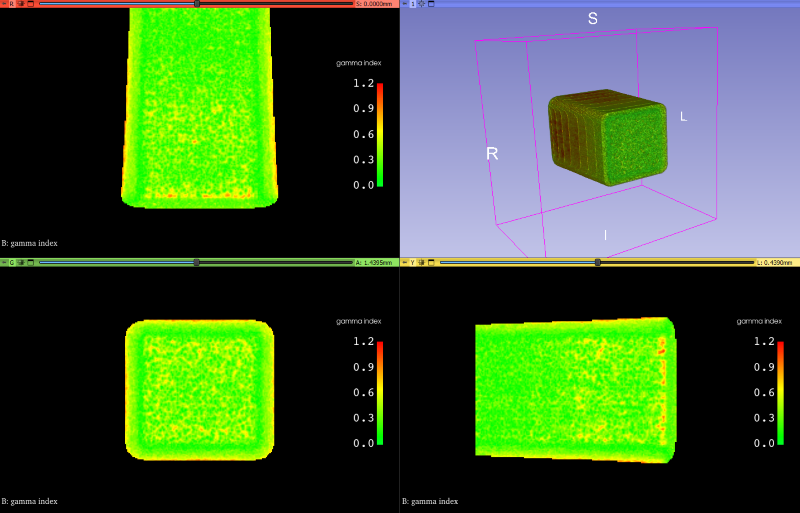 R
S: 0.0000mm
gamma index
1.2
0.9
0.6
0.3
0.0
B: gamma index
1
S
R
L
I
G
A: 1.4395mm
gamma index
1.2
0.9
0.6
0.3
0.0
B: gamma index
Y
L: 0.4390mm
gamma index
1.2
0.9
0.6
0.3
0.0
B: gamma index